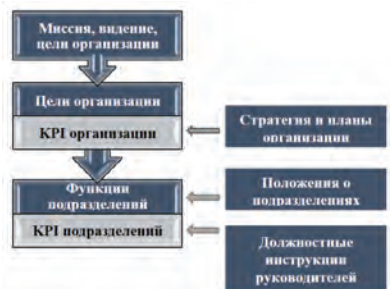 Миссия, видение,
цели организации
Цели организации
KPI организации
Стратегия и планы
организации
Функции
подразделений
Положения о
подразделениях
KPI подразделений
Должностные
инструкции
руководителей